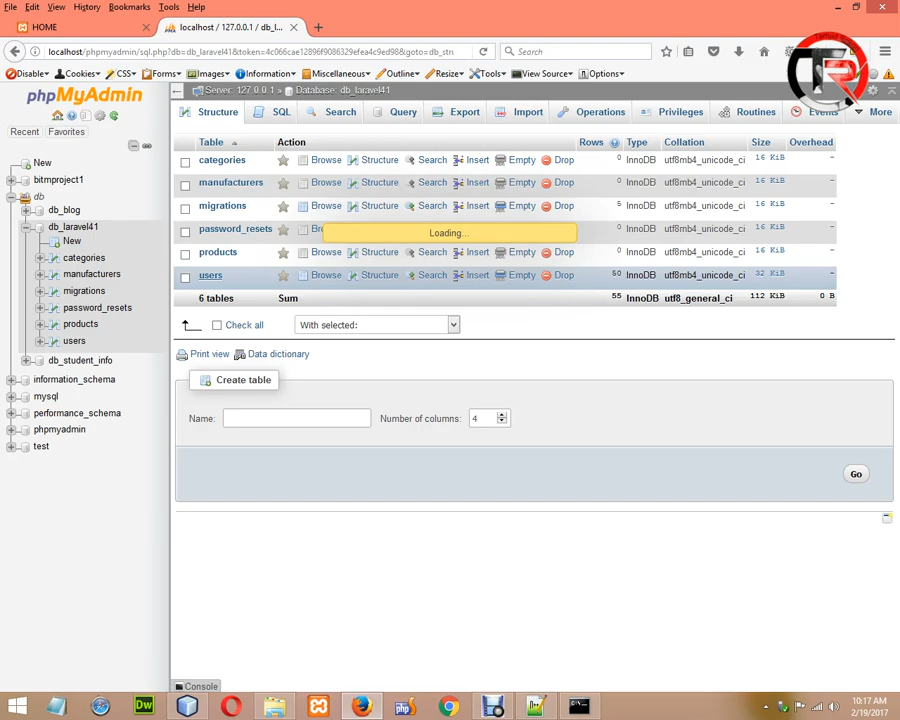 File Edit View History Bookmarks Tools Help
HOME
localhost / 127.0.0.1 / db_l...
localhost/phpmyadmin/sql.php?db=db_laravel41&token=4c066cae12896f9086329efea4c9ed98&goto=db_str
Search
Disable Cookies CSS Forms Images Information Miscellaneous Outline Resize Tools View Source Options
phpMyAdmin
Recent Favorites
New
bitmproject1
db
db_blog
db_laravel41
New
categories
manufacturers
migrations
password_resets
products
users
db_student_info
information_schema
mysql
performance_schema
phpmyadmin
test
Server: 127.0.0.1 » Database: db_laravel41
Structure SQL Search Query Export Import Operations Privileges Routines Events More
Table Action Rows Type Collation Size Overhead
categories Browse Structure Search Insert Empty Drop 0 InnoDB utf8mb4_unicode_ci 16 KiB -
manufacturers Browse Structure Search Insert Empty Drop 0 InnoDB utf8mb4_unicode_ci 16 KiB -
migrations Browse Structure Search Insert Empty Drop 5 InnoDB utf8mb4_unicode_ci 16 KiB -
password_resets Br Loading... 0 InnoDB utf8mb4_unicode_ci 16 KiB -
products Browse Structure Search Insert Empty Drop 0 InnoDB utf8mb4_unicode_ci 16 KiB -
users Browse Structure Search Insert Empty Drop 50 InnoDB utf8mb4_unicode_ci 32 KiB -
6 tables Sum 55 InnoDB utf8_general_ci 112 KiB 0 B
Check all With selected:
Print view Data dictionary
Create table
Name: Number of columns: 4
Go
Console
Dw
php
10:17 AM
2/19/2017